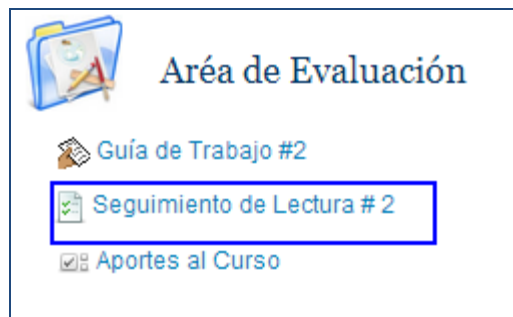 Aréa de Evaluación
Guía de Trabajo #2
Seguimiento de Lectura # 2
Aportes al Curso